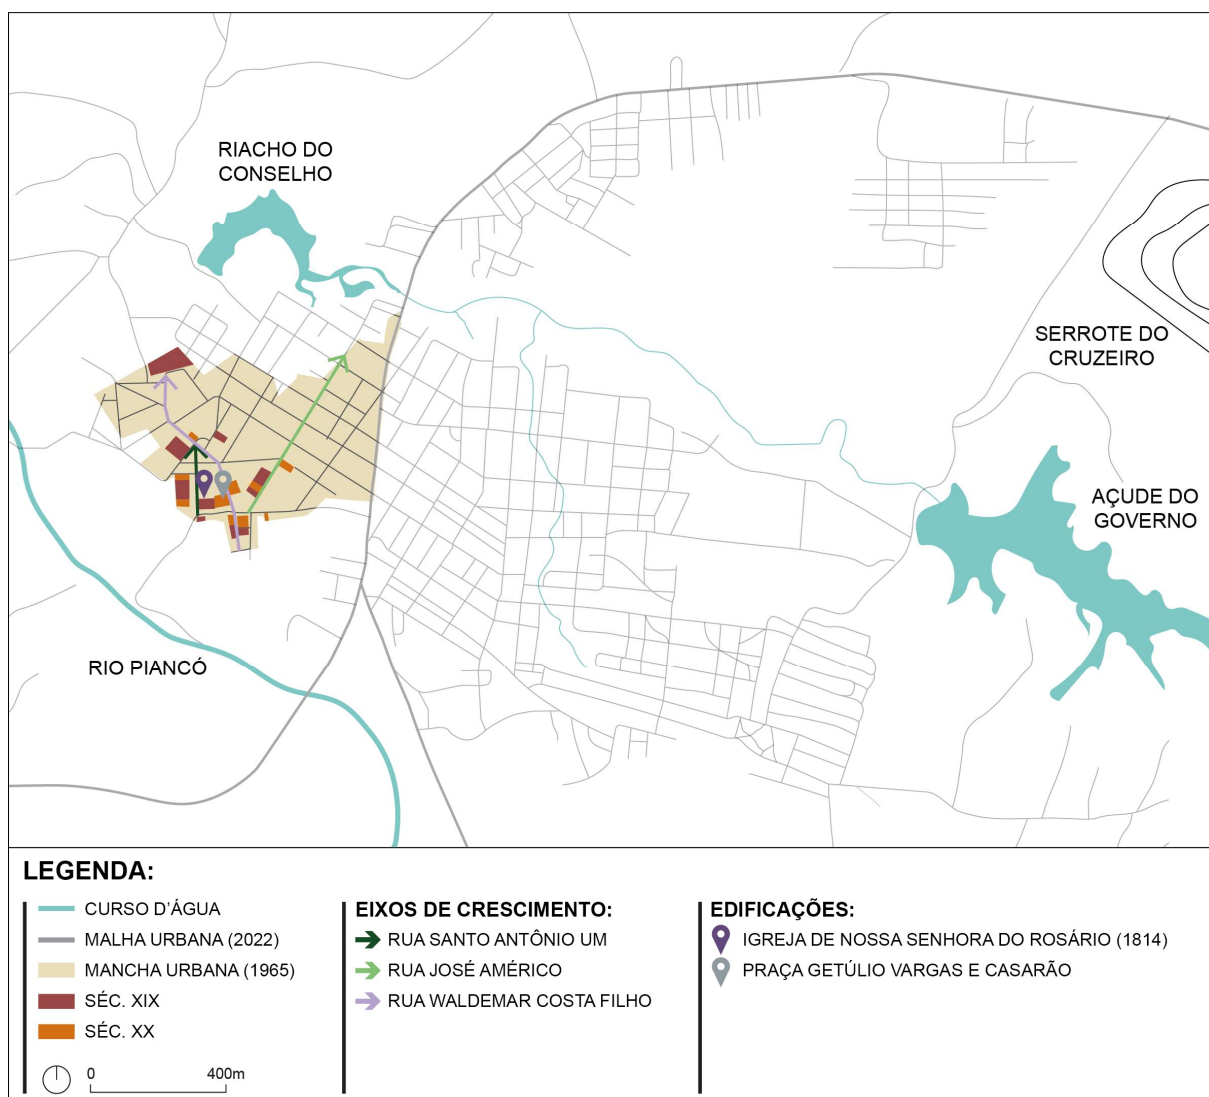 RIACHO DO
CONSELHO
SERROTE DO
CRUZEIRO
AÇUDE DO
GOVERNO
RIO PIANCÓ
LEGENDA:
CURSO D'ÁGUA
MALHA URBANA (2022)
MANCHA URBANA (1965)
SÉC. XIX
SÉC. XX
0 400m
EIXOS DE CRESCIMENTO:
RUA SANTO ANTÔNIO UM
RUA JOSÉ AMÉRICO
RUA WALDEMAR COSTA FILHO
EDIFICAÇÕES:
IGREJA DE NOSSA SENHORA DO ROSÁRIO (1814)
PRAÇA GETÚLIO VARGAS E CASARÃO